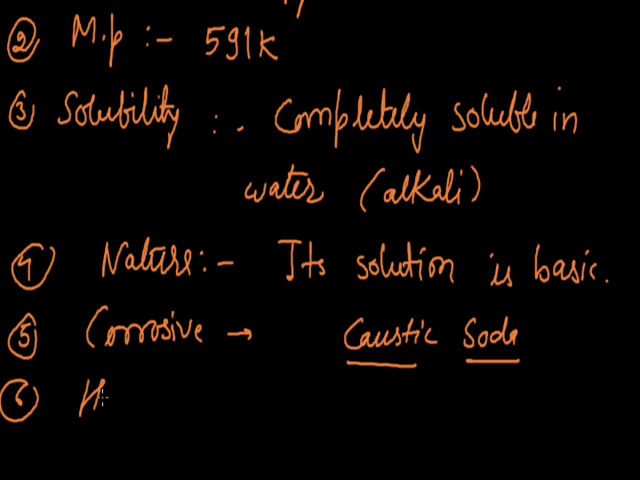 ② M.p :- 591K
③ Solubility :- Completely soluble in
water (alkali)
④ Nature:- Its solution is basic.
⑤ Corrosive → Caustic Soda
⑥ H